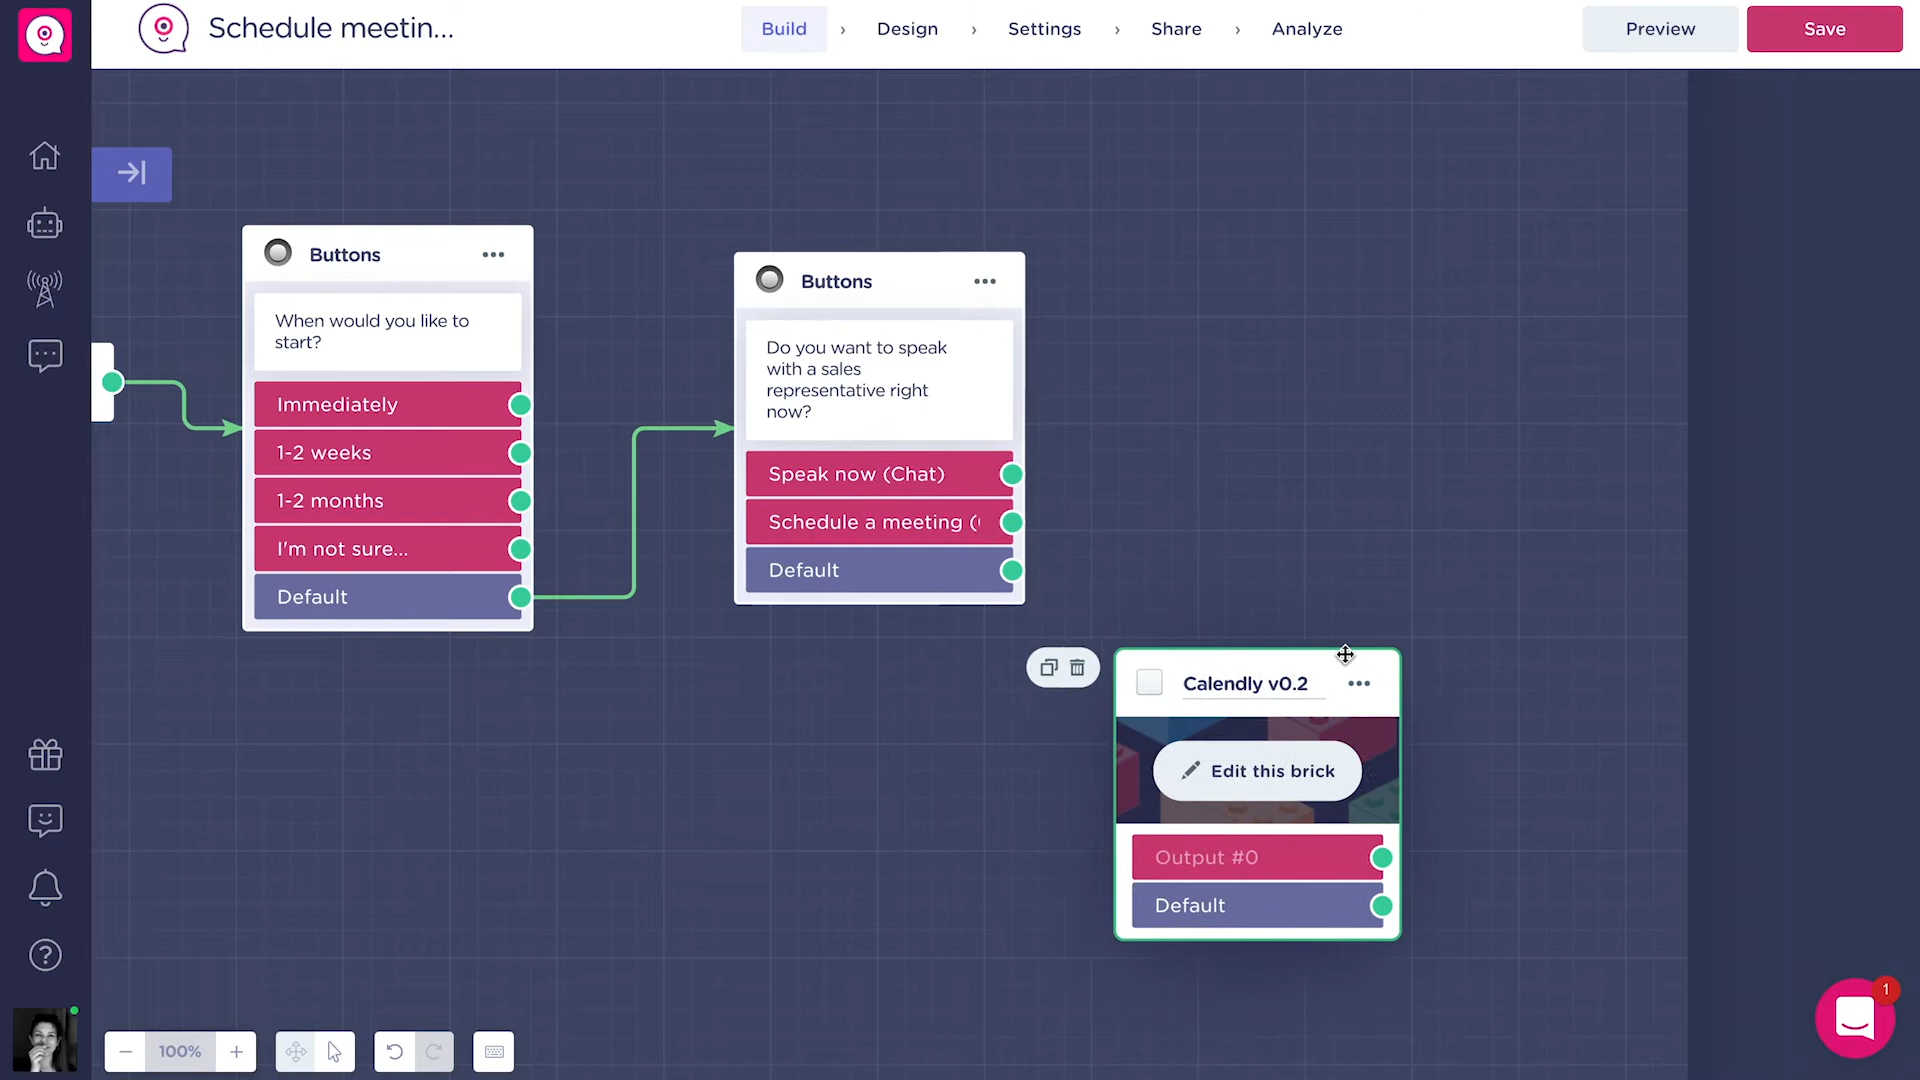 Schedule meetin...
Build
Design
Settings
Share
Analyze
Preview
Save
Buttons
When would you like to
start?
Immediately
1-2 weeks
1-2 months
I'm not sure...
Default
Buttons
Do you want to speak
with a sales
representative right
now?
Speak now (Chat)
Schedule a meeting (
Default
Calendly v0.2
Edit this brick
Output #0
Default
100%
1